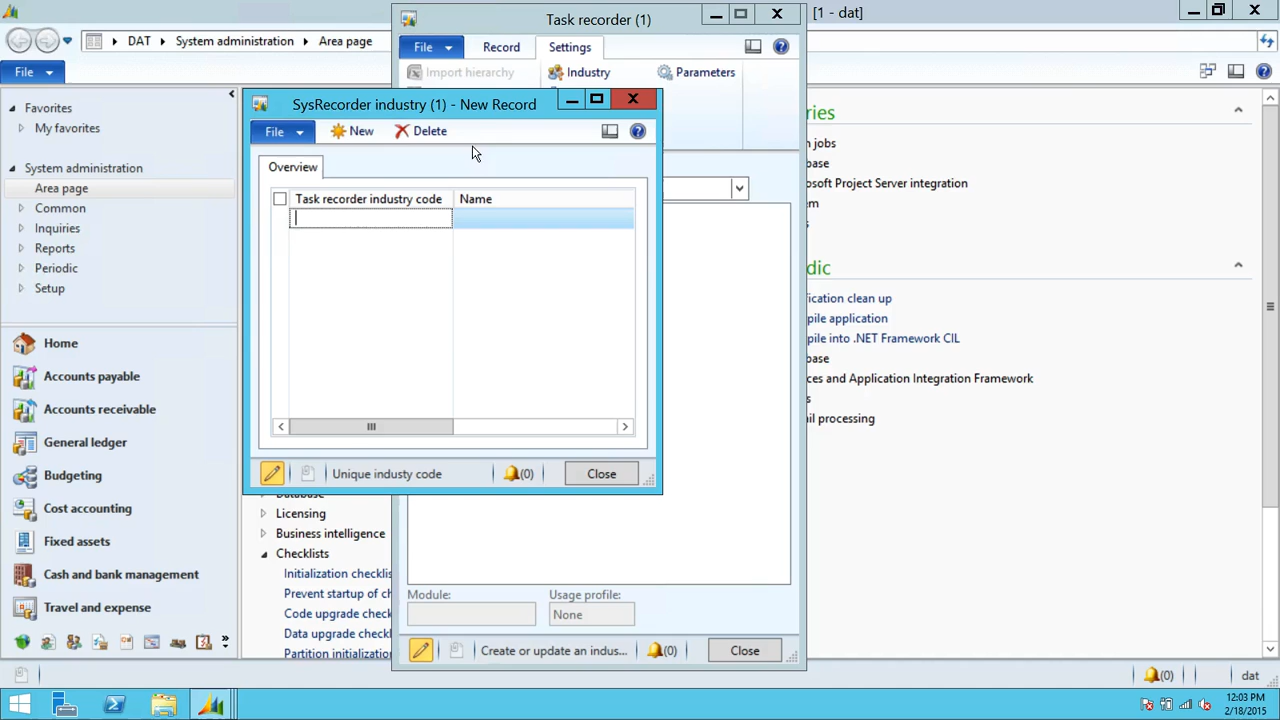 Task recorder (1)
[1 - dat]
DAT
System administration
Area page
File
Record
Settings
File
Import hierarchy
Industry
Parameters
SysRecorder industry (1) - New Record
File
New
Delete
Overview
Task recorder industry code
Name
Unique industy code
(0)
Close
Favorites
My favorites
System administration
Area page
Common
Inquiries
Reports
Periodic
Setup
Home
Accounts payable
Accounts receivable
General ledger
Budgeting
Cost accounting
Fixed assets
Cash and bank management
Travel and expense
Database
Licensing
Business intelligence
Checklists
Initialization checklis
Prevent startup of ch
Code upgrade check
Data upgrade checkl
Partition initializatio
Module:
Usage profile:
None
Create or update an indus...
(0)
Close
ries
n jobs
base
osoft Project Server integration
m
s
dic
fication clean up
pile application
pile into .NET Framework CIL
base
ces and Application Integration Framework
s
il processing
(0)
dat
12:03 PM
2/18/2015